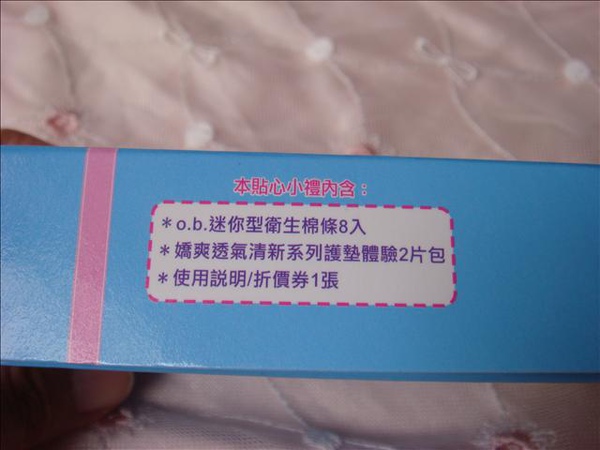 本貼心小禮內含：
＊o.b.迷你型衛生棉條8入
＊嬌爽透氣清新系列護墊體驗2片包
＊使用説明/折價券1張